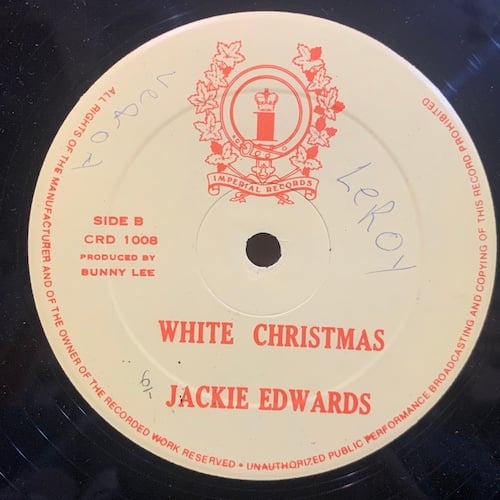 ALL RIGHTS OF THE MANUFACTURER AND OF THE OWNER OF THE RECORDED WORK RESERVED • UNAUTHORIZED PUBLIC PERFORMANCE BROADCASTING AND COPYING OF THIS RECORD PROHIBITED
IMPERIAL RECORDS
LEROY
SIDE B
CRD 1008
PRODUCED BY
BUNNY LEE
WHITE CHRISTMAS
JACKIE EDWARDS